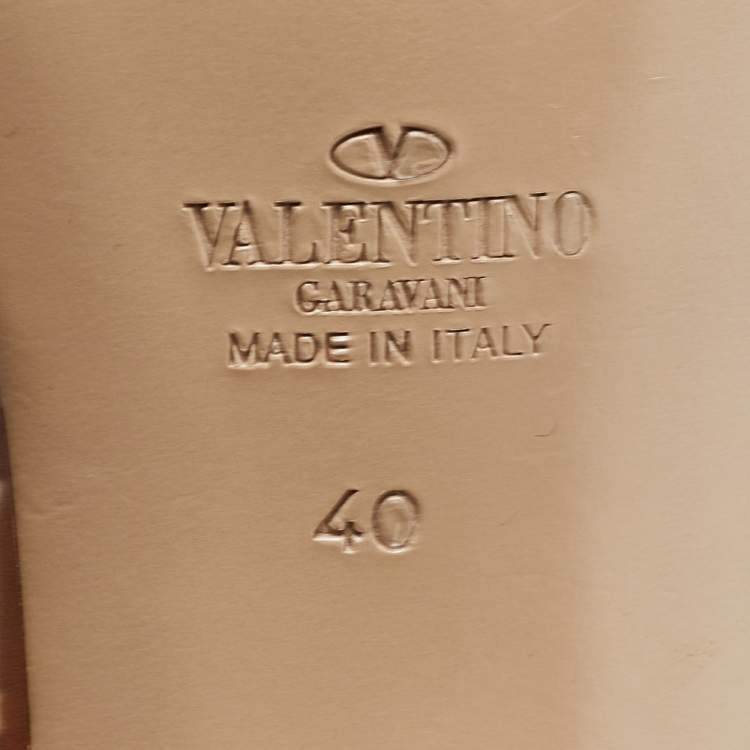 V
VALENTINO
GARAVANI
MADE IN ITALY
40